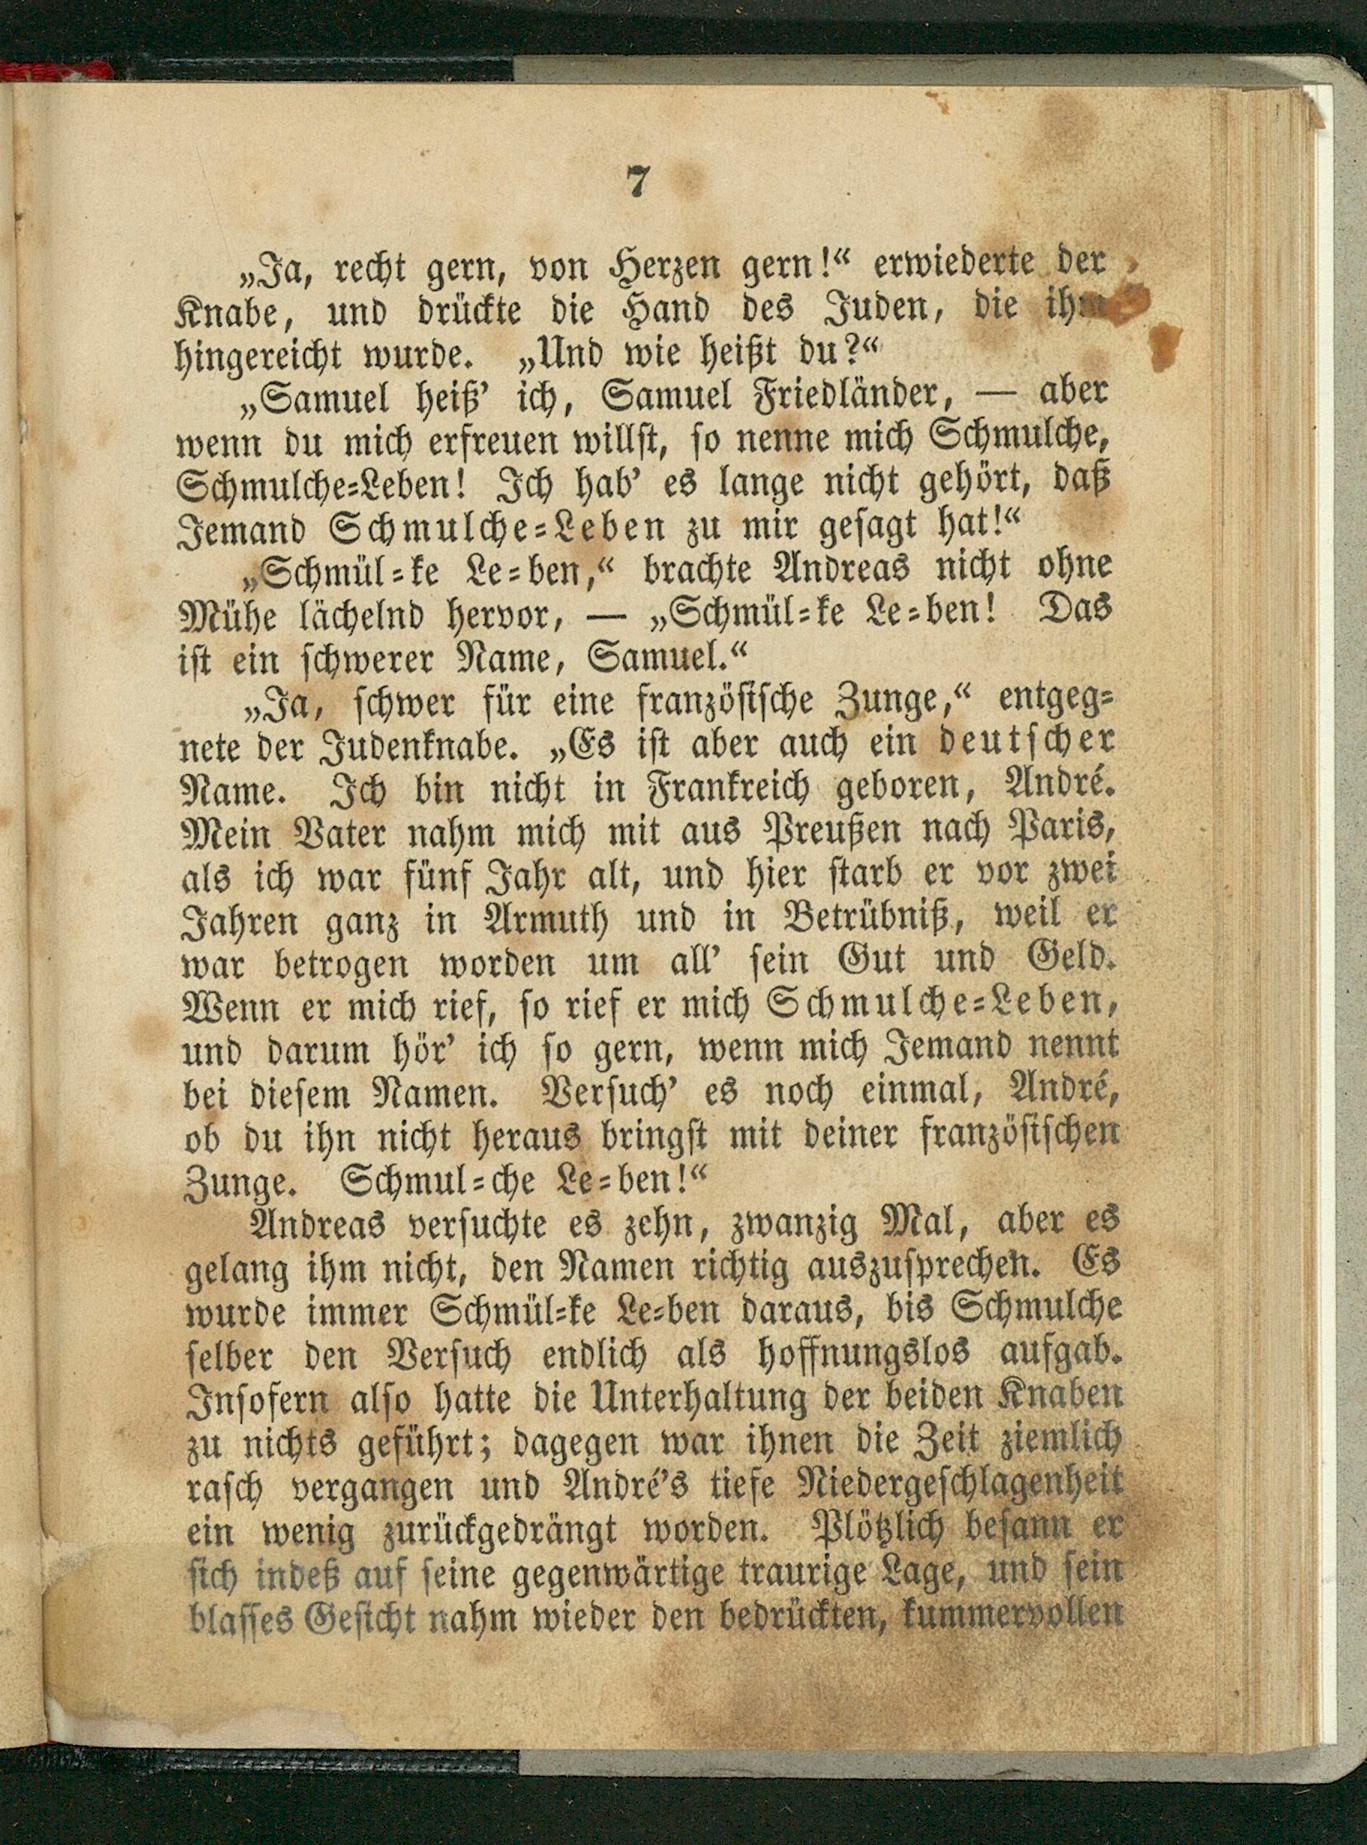 7
„Ja, recht gern, von Herzen gern!“ erwiederte der
Knabe, und drückte die Hand des Juden, die ihm
hingereicht wurde. „Und wie heißt du?“
„Samuel heiß’ ich, Samuel Friedländer, — aber
wenn du mich erfreuen willst, so nenne mich Schmulche,
Schmulche-Leben! Ich hab’ es lange nicht gehört, daß
Jemand Schmulche-Leben zu mir gesagt hat!“
„Schmül-ke Le-ben,“ brachte Andreas nicht ohne
Mühe lächelnd hervor, — „Schmül-ke Le-ben! Das
ist ein schwerer Name, Samuel.“
„Ja, schwer für eine französische Zunge,“ entgeg-
nete der Judenknabe. „Es ist aber auch ein deutscher
Name. Ich bin nicht in Frankreich geboren, André.
Mein Vater nahm mich mit aus Preußen nach Paris,
als ich war fünf Jahr alt, und hier starb er vor zwei
Jahren ganz in Armuth und in Betrübniß, weil er
war betrogen worden um all’ sein Gut und Geld.
Wenn er mich rief, so rief er mich Schmulche-Leben,
und darum hör’ ich so gern, wenn mich Jemand nennt
bei diesem Namen. Versuch’ es noch einmal, André,
ob du ihn nicht heraus bringst mit deiner französischen
Zunge. Schmul-che Le-ben!“
Andreas versuchte es zehn, zwanzig Mal, aber es
gelang ihm nicht, den Namen richtig auszusprechen. Es
wurde immer Schmül-ke Le-ben daraus, bis Schmulche
selber den Versuch endlich als hoffnungslos aufgab.
Insofern also hatte die Unterhaltung der beiden Knaben
zu nichts geführt; dagegen war ihnen die Zeit ziemlich
rasch vergangen und André’s tiefe Niedergeschlagenheit
ein wenig zurückgedrängt worden. Plötzlich besann er
sich indeß auf seine gegenwärtige traurige Lage, und sein
blasses Gesicht nahm wieder den bedrückten, kummervollen